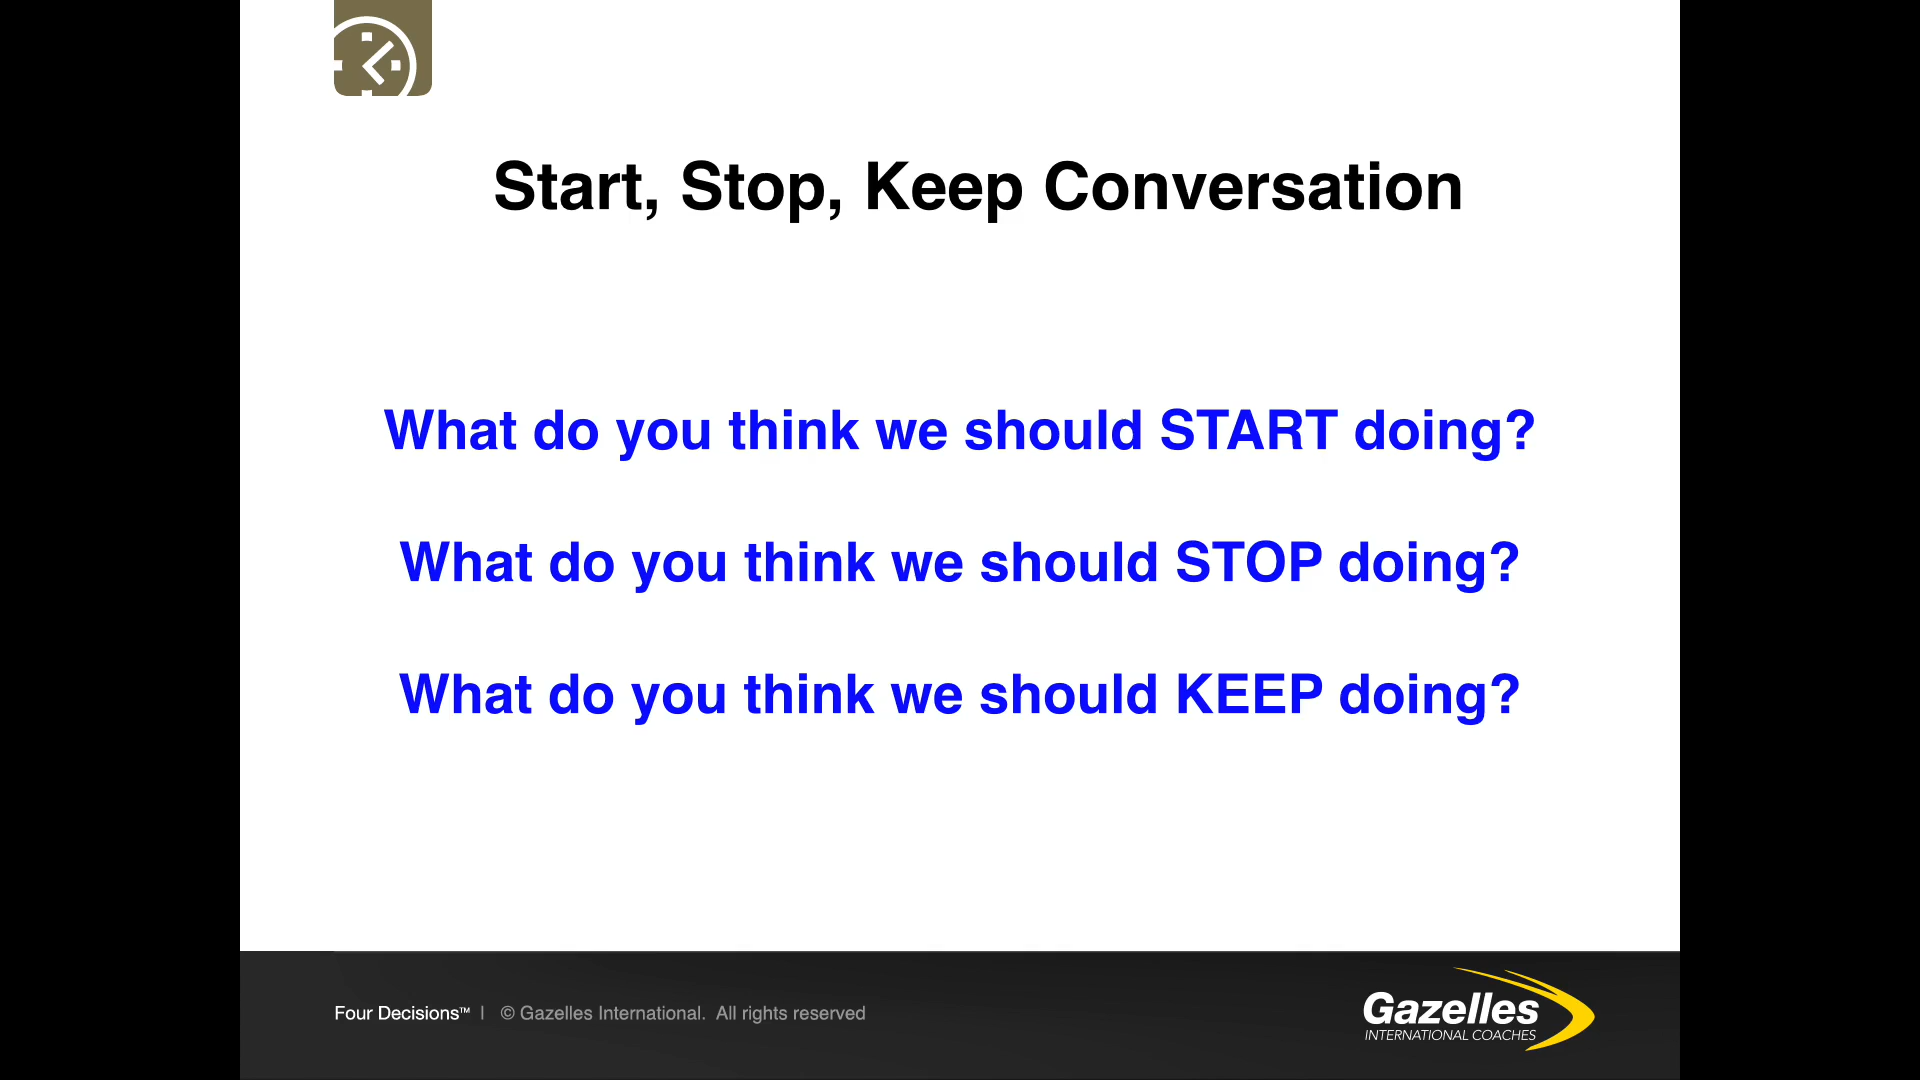 Start, Stop, Keep Conversation
What do you think we should START doing?
What do you think we should STOP doing?
What do you think we should KEEP doing?
Four Decisions™ | © Gazelles International. All rights reserved
Gazelles
INTERNATIONAL COACHES